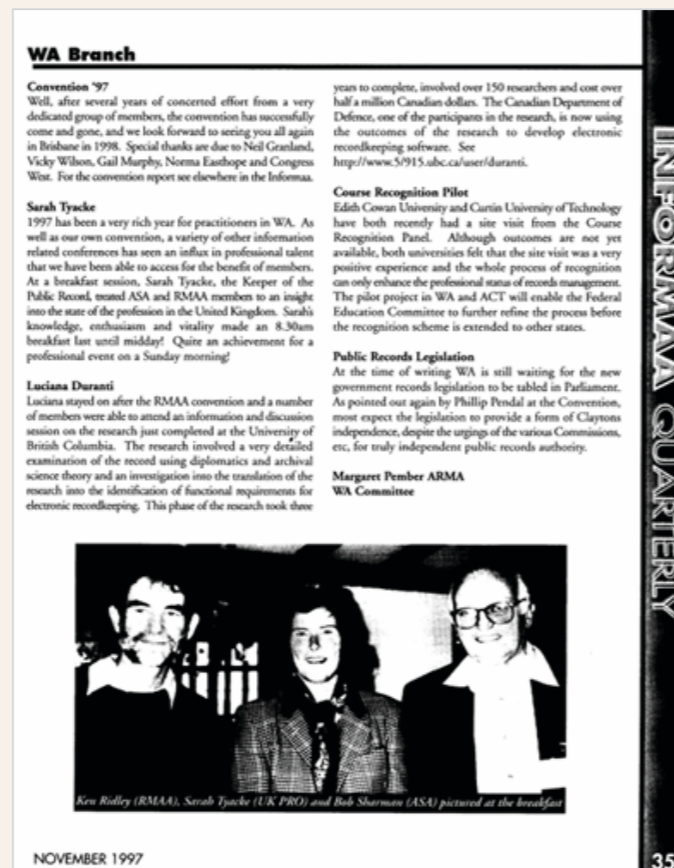 WA Branch
Convention '97
Well, after several years of concerted effort from a very
dedicated group of members, the convention has successfully
come and gone, and we look forward to seeing you all again
in Brisbane in 1998. Special thanks are due to Neil Granland,
Vicky Wilson, Gail Murphy, Norma Easthope and Congress
West. For the convention report see elsewhere in the Informaa.
Sarah Tyacke
1997 has been a very rich year for practitioners in WA. As
well as our own convention, a variety of other information
related conferences has seen an influx in professional talent
that we have been able to access for the benefit of members.
At a breakfast session, Sarah Tyacke, the Keeper of the
Public Record, treated ASA and RMAA members to an insight
into the state of the profession in the United Kingdom. Sarah's
knowledge, enthusiasm and vitality made an 8.30am
breakfast last until midday! Quite an achievement for a
professional event on a Sunday morning!
Luciana Duranti
Luciana stayed on after the RMAA convention and a number
of members were able to attend an information and discussion
session on the research just completed at the University of
British Columbia. The research involved a very detailed
examination of the record using diplomatics and archival
science theory and an investigation into the translation of the
research into the identification of functional requirements for
electronic recordkeeping. This phase of the research took three
years to complete, involved over 150 researchers and cost over
half a million Canadian dollars. The Canadian Department of
Defence, one of the participants in the research, is now using
the outcomes of the research to develop electronic
recordkeeping software. See
http://www.5/915.ubc.ca/user/duranti.
Course Recognition Pilot
Edith Cowan University and Curtin University of Technology
have both recently had a site visit from the Course
Recognition Panel. Although outcomes are not yet
available, both universities felt that the site visit was a very
positive experience and the whole process of recognition
can only enhance the professional status of records management.
The pilot project in WA and ACT will enable the Federal
Education Committee to further refine the process before
the recognition scheme is extended to other states.
Public Records Legislation
At the time of writing WA is still waiting for the new
government records legislation to be tabled in Parliament.
As pointed out again by Phillip Pendal at the Convention,
most expect the legislation to provide a form of Claytons
independence, despite the urgings of the various Commissions,
etc, for truly independent public records authority.
Margaret Pember ARMA
WA Committee
Ken Ridley (RMAA), Sarah Tyacke (UK PRO) and Bob Sharman (ASA) pictured at the breakfast
NOVEMBER 1997
INFORMAA QUARTERLY
35